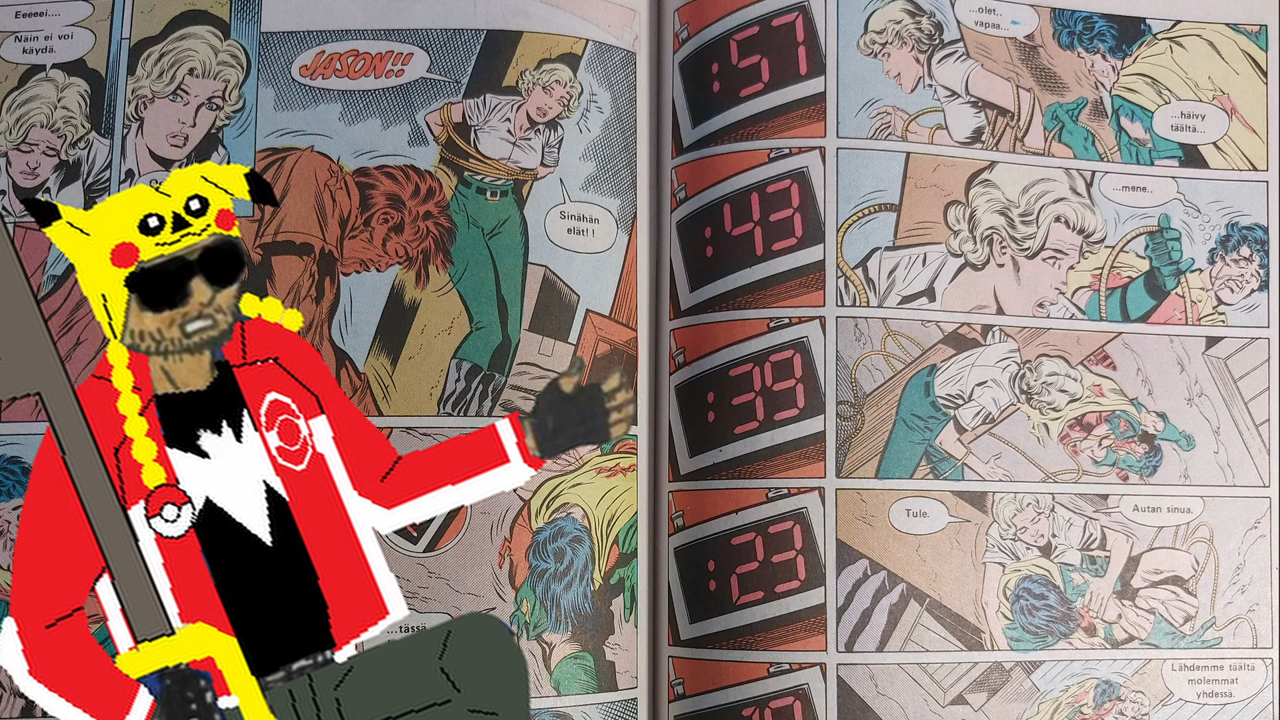 Eeeeei....
Näin ei voi
käydä.
JASON!!
Sinähän
elät!!
...tässä
:57
...olet..
vapaa...
...häivy
täältä...
:43
...mene..
:39
:23
Tule.
Autan sinua.
Lähdemme täältä
molemmat
yhdessä.